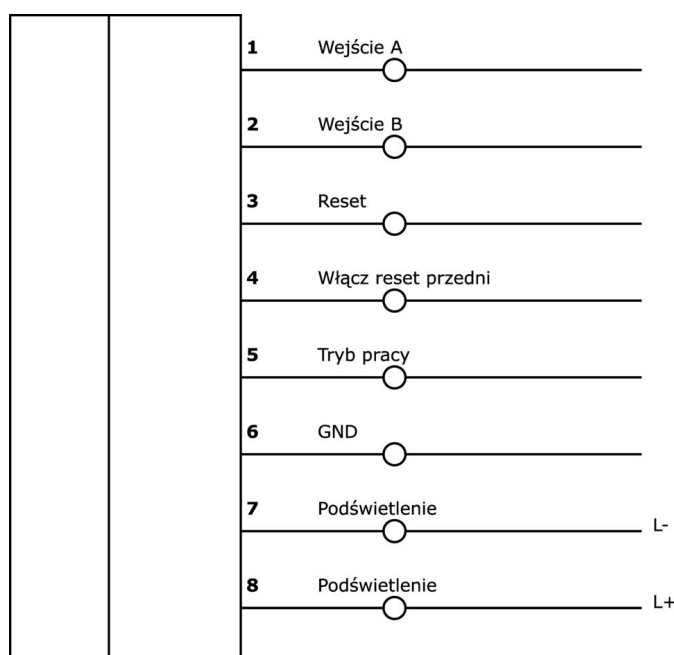 1 Wejście A
2 Wejście B
3 Reset
4 Włącz reset przedni
5 Tryb pracy
6 GND
7 Podświetlenie L-
8 Podświetlenie L+